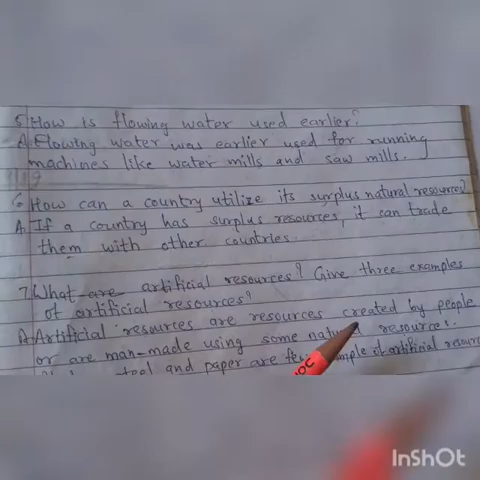 5. How is flowing water used earlier?
A. Flowing water was earlier used for running
machines like water mills and saw mills.
6. How can a country utilize its surplus natural resources?
A. If a country has surplus resources, it can trade
them with other countries.
7. What are artificial resources? Give three examples
of artificial resources?
A. Artificial resources are resources created by people
or are man-made using some natural resources.
and paper are of artificial
InShOt